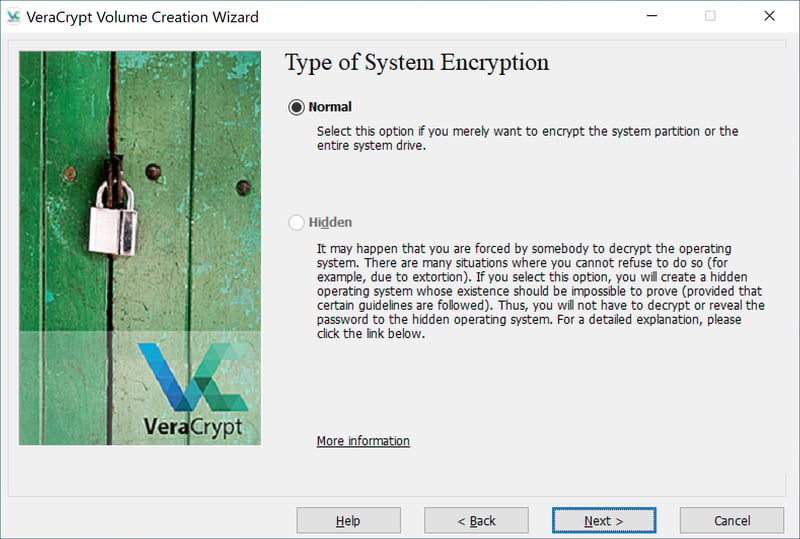 VeraCrypt Volume Creation Wizard
Type of System Encryption
Normal
Select this option if you merely want to encrypt the system partition or the
entire system drive.
Hidden
It may happen that you are forced by somebody to decrypt the operating
system. There are many situations where you cannot refuse to do so (for
example, due to extortion). If you select this option, you will create a hidden
operating system whose existence should be impossible to prove (provided that
certain guidelines are followed). Thus, you will not have to decrypt or reveal the
password to the hidden operating system. For a detailed explanation, please
click the link below.
VeraCrypt
More information
Help
< Back
Next >
Cancel